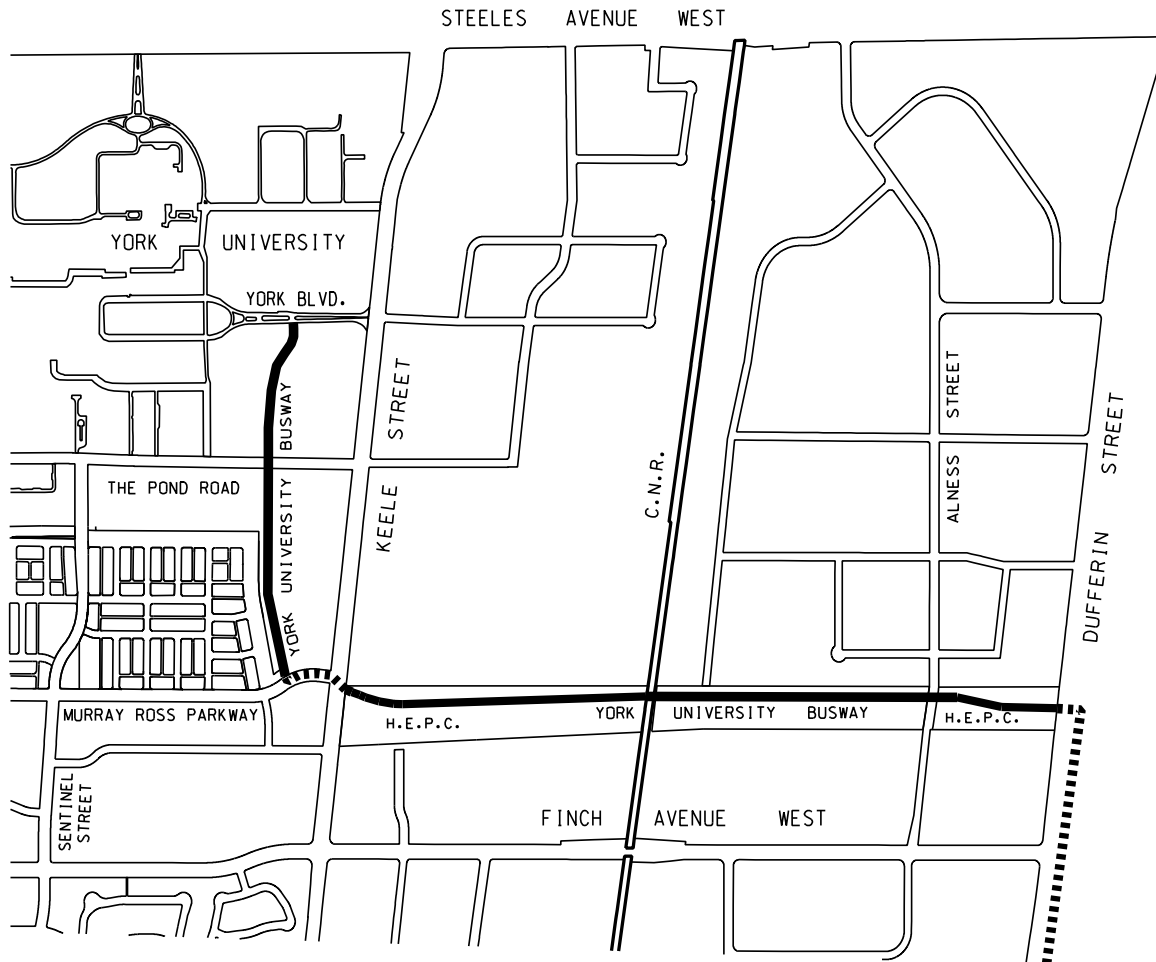 STEELES AVENUE WEST
YORK UNIVERSITY
YORK BLVD.
STREET
KEELE
YORK UNIVERSITY BUSWAY
C.N.R.
ALNESS STREET
DUFFERIN STREET
THE POND ROAD
MURRAY ROSS PARKWAY
H.E.P.C.
YORK UNIVERSITY BUSWAY
H.E.P.C.
SENTINEL
STREET
FINCH AVENUE WEST